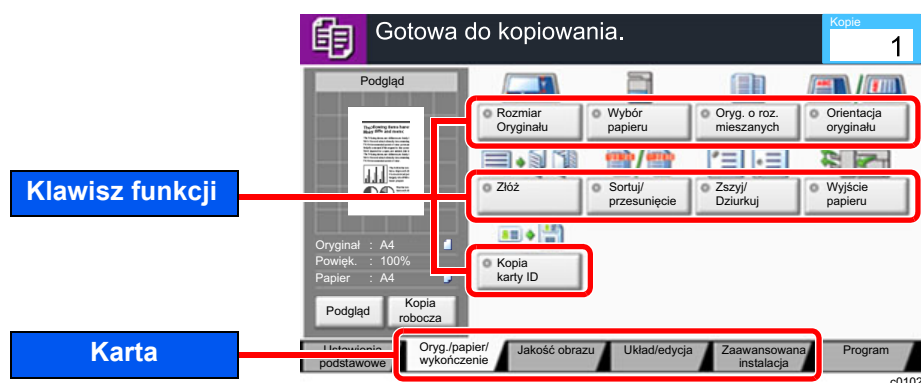 Gotowa do kopiowania.
Kopie
1
Podgląd
Rozmiar
Oryginału
Wybór
papieru
Oryg. o roz.
mieszanych
Orientacja
oryginału
Klawisz funkcji
Złóż
Sortuj/
przesunięcie
Zszyj/
Dziurkuj
Wyjście
papieru
Oryginał : A4
Powięk. : 100%
Papier : A4
Kopia
karty ID
Podgląd
Kopia
robocza
Karta
Ustawienia
podstawowe
Oryg./papier/
wykończenie
Jakość obrazu
Układ/edycja
Zaawansowana
instalacja
Program